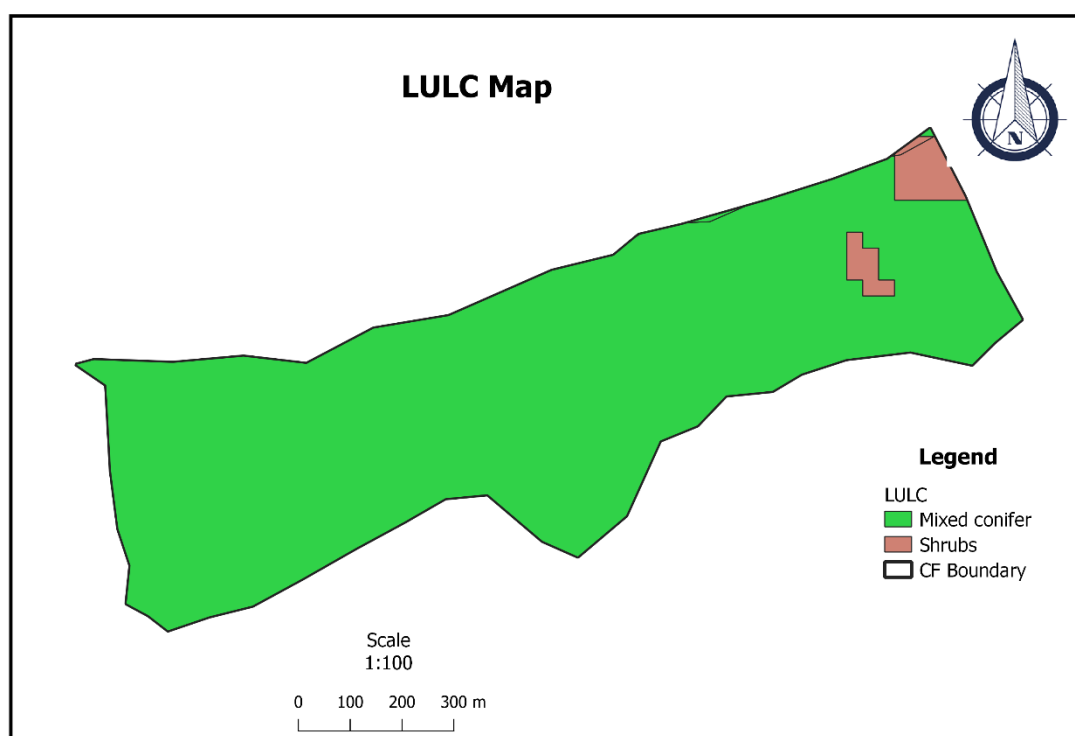 LULC Map
N
Legend
LULC
Mixed conifer
Shrubs
CF Boundary
Scale
1:100
0 100 200 300 m